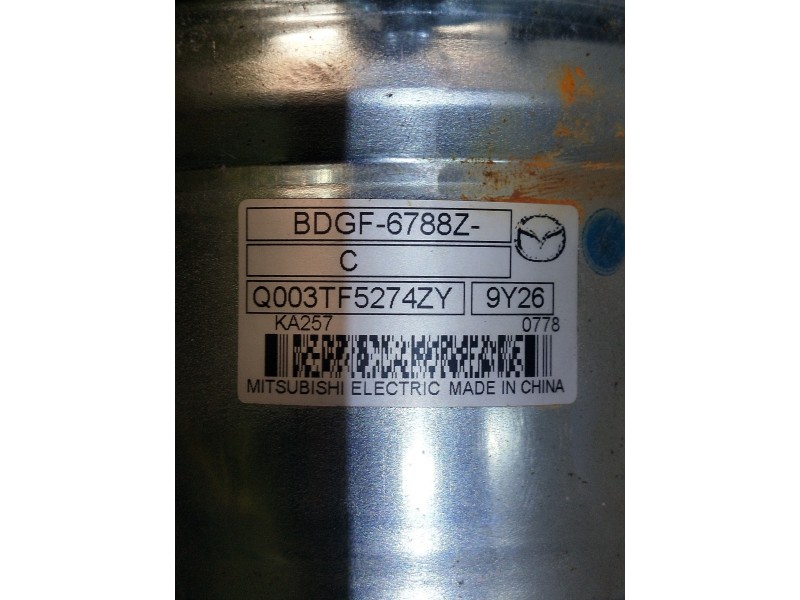 BDGF-6788Z-
C
Q003TF5274ZY 9Y26
KA257 0778
MITSUBISHI ELECTRIC MADE IN CHINA